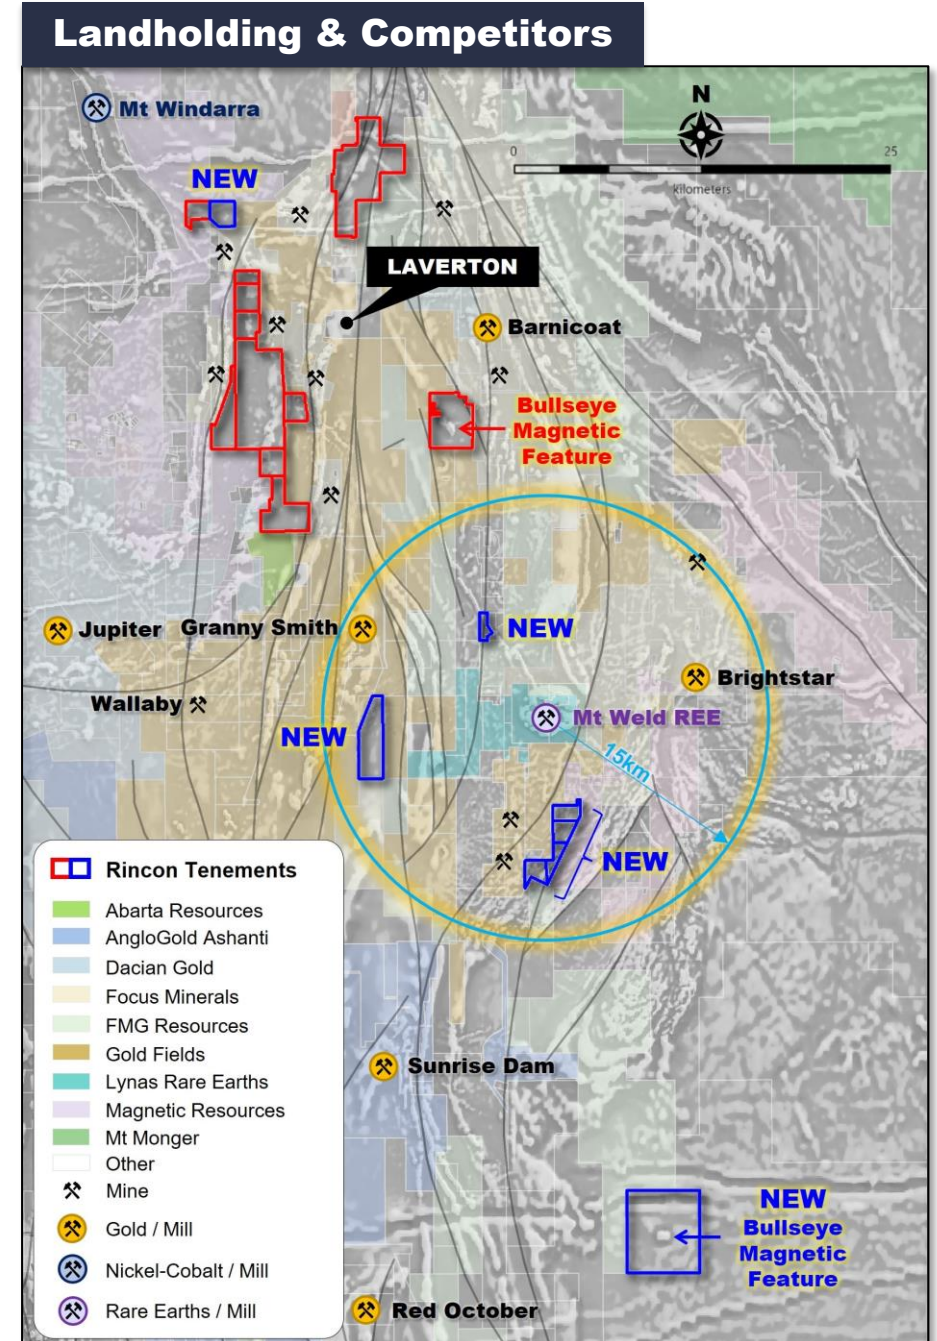 Landholding & Competitors
Mt Windarra
N
0
25
kilometers
NEW
LAVERTON
Barnicoat
Bullseye
Magnetic
Feature
NEW
Jupiter
Granny Smith
Brightstar
Wallaby
Mt Weld REE
NEW
15km
NEW
Rincon Tenements
Abarta Resources
AngloGold Ashanti
Dacian Gold
Focus Minerals
FMG Resources
Gold Fields
Lynas Rare Earths
Magnetic Resources
Mt Monger
Other
Mine
Gold / Mill
Nickel-Cobalt / Mill
Rare Earths / Mill
Sunrise Dam
NEW
Bullseye
Magnetic
Feature
Red October